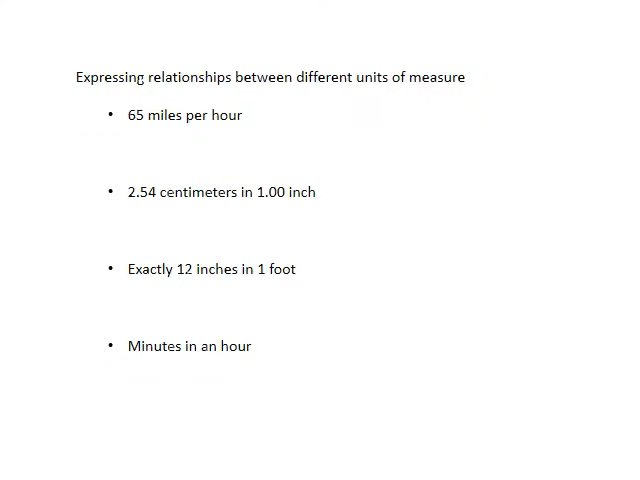 Expressing relationships between different units of measure
• 65 miles per hour
• 2.54 centimeters in 1.00 inch
• Exactly 12 inches in 1 foot
• Minutes in an hour